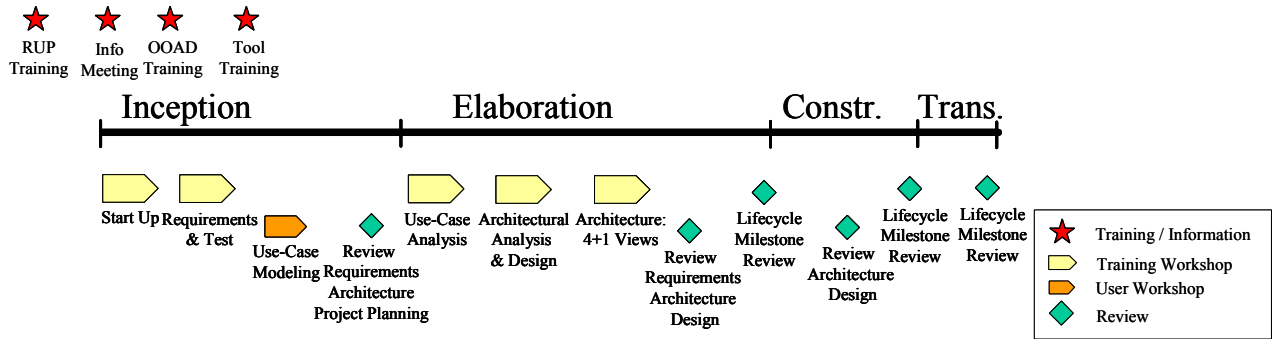 RUP
Training
Info
Meeting
OOAD
Training
Tool
Training
Inception
Elaboration
Constr.
Trans.
Start Up
Requirements
& Test
Use-Case
Modeling
Review
Requirements
Architecture
Project Planning
Use-Case
Analysis
Architectural
Analysis
& Design
Architecture:
4+1 Views
Review
Requirements
Architecture
Design
Lifecycle
Milestone
Review
Review
Architecture
Design
Lifecycle
Milestone
Review
Lifecycle
Milestone
Review
Training / Information
Training Workshop
User Workshop
Review